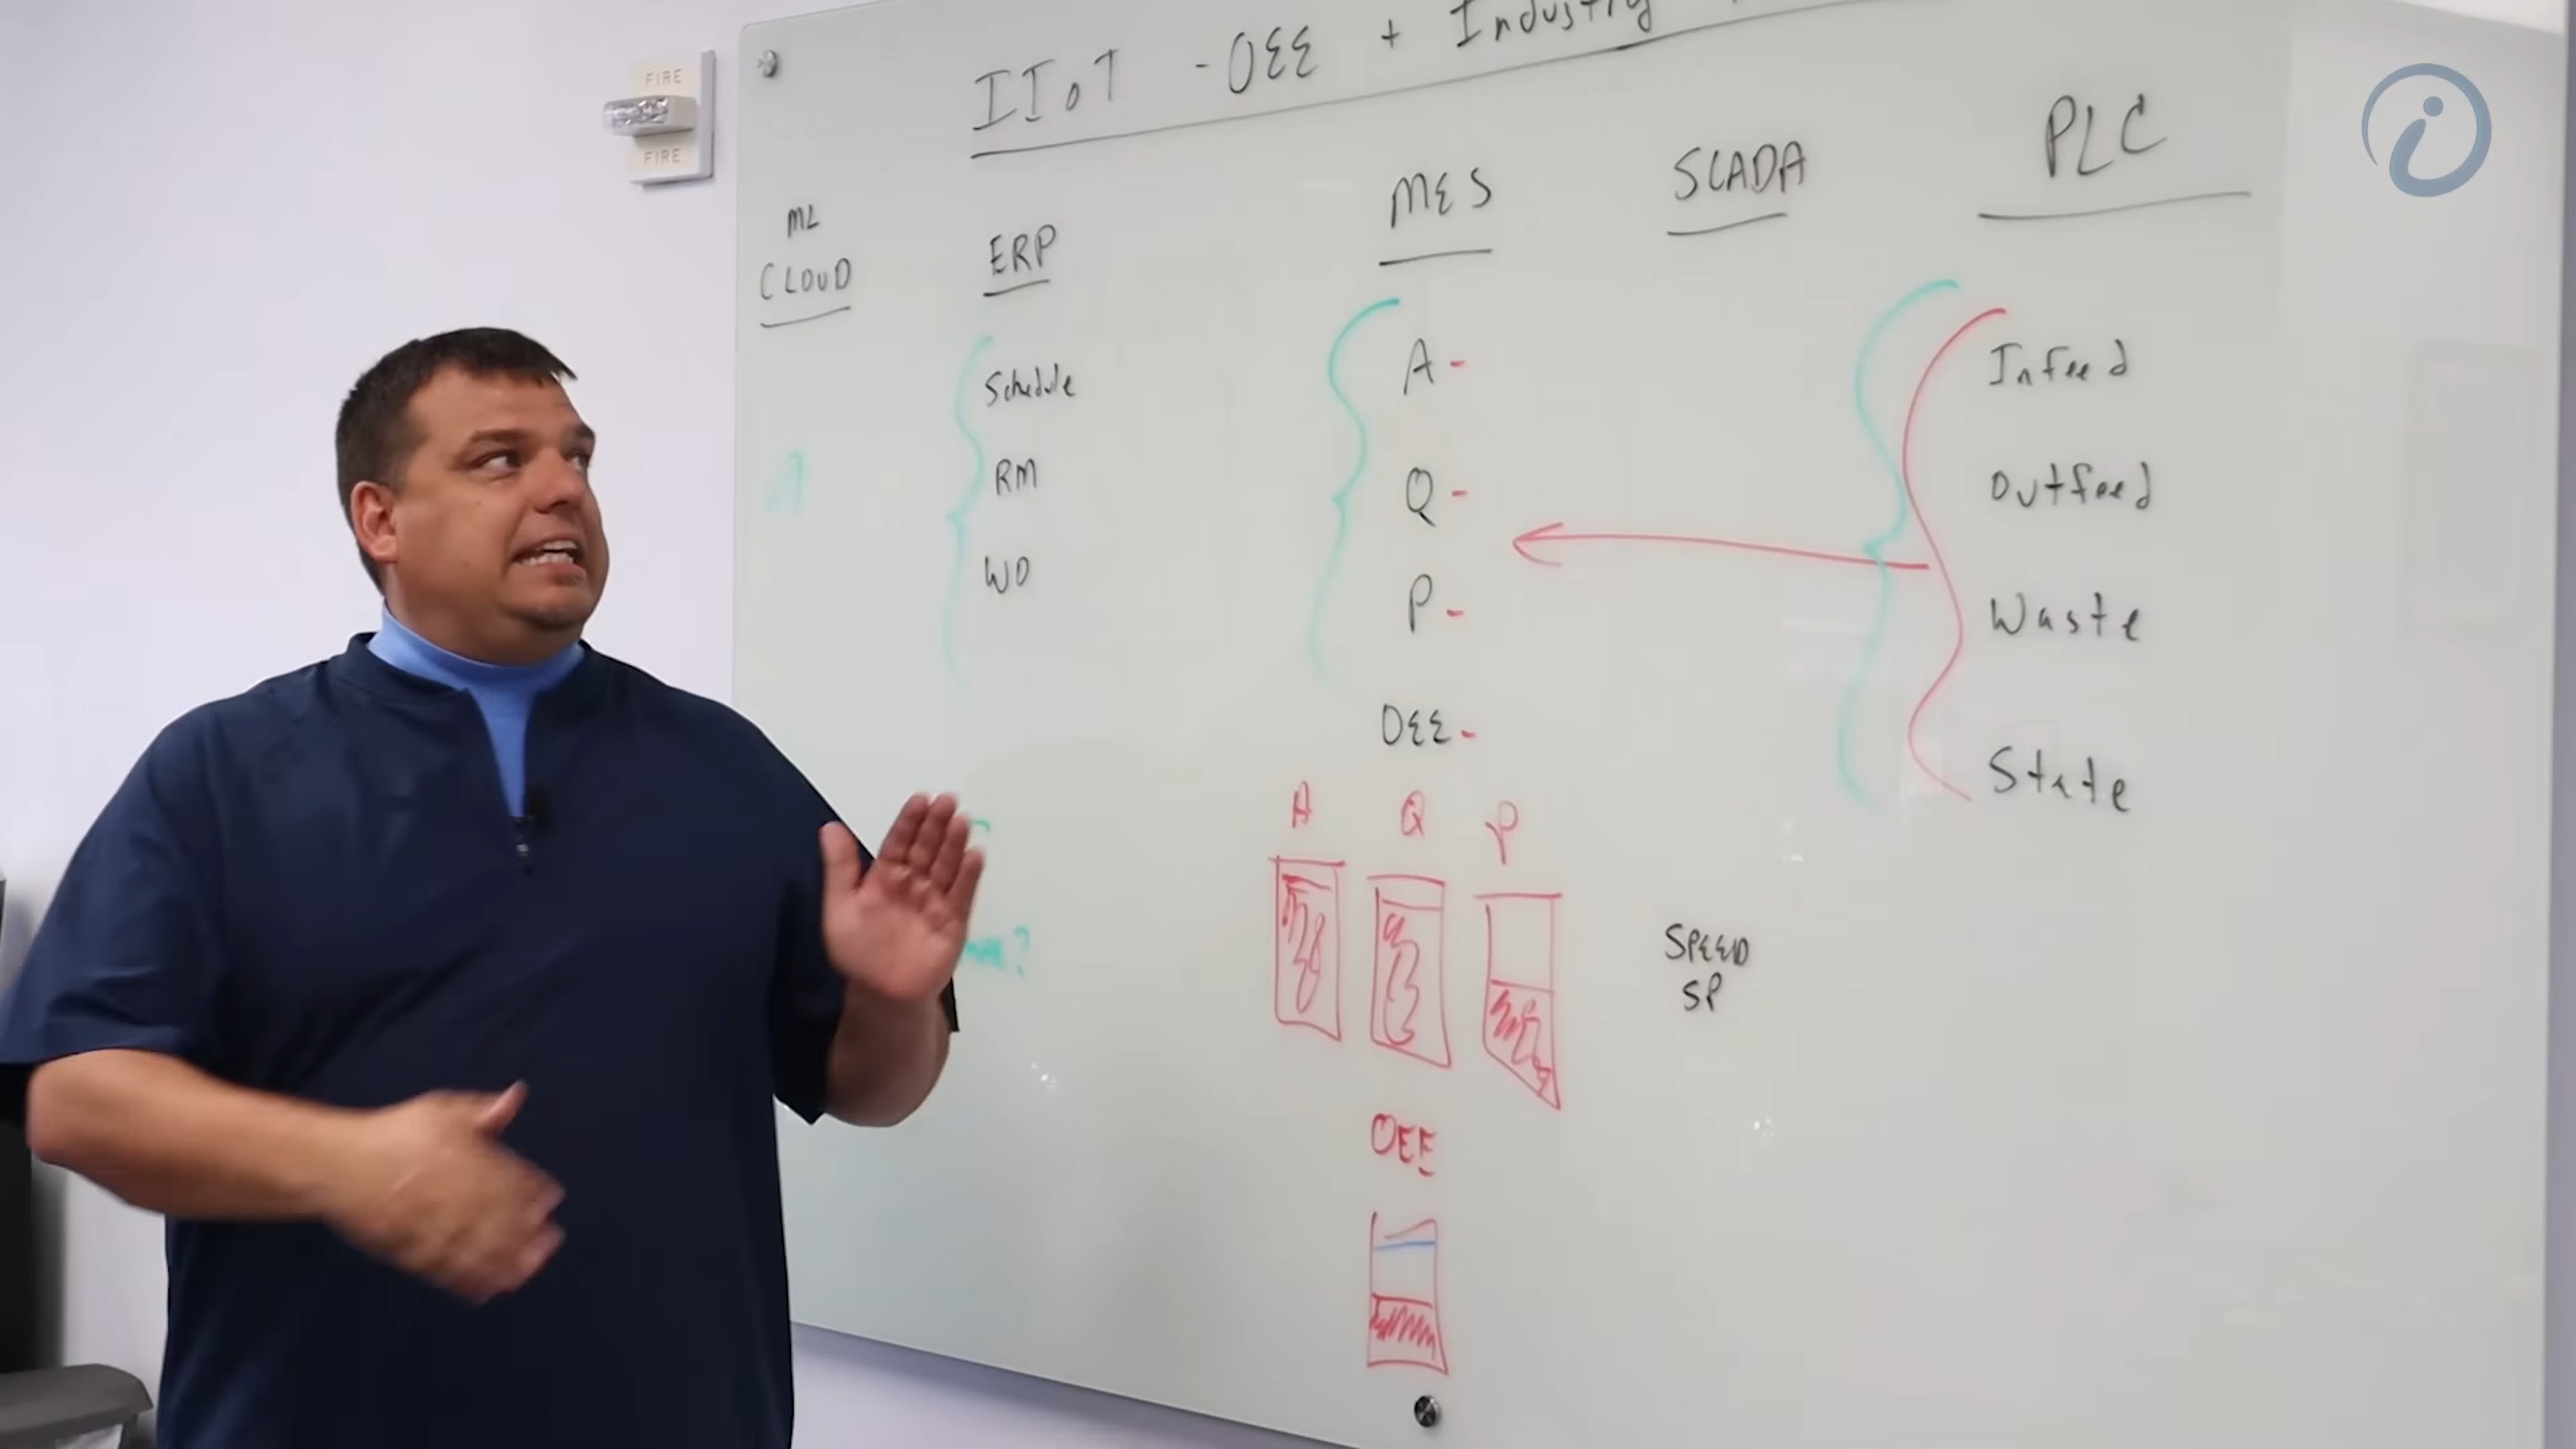 IIoT - OEE + Industry
ML
CLOUD
ERP
MES
SCADA
PLC
Schedule
RM
WO
A -
Q -
P -
OEE -
Infeed
Outfeed
Waste
State
A Q P
OEE
SPEED
SP
FIRE
FIRE